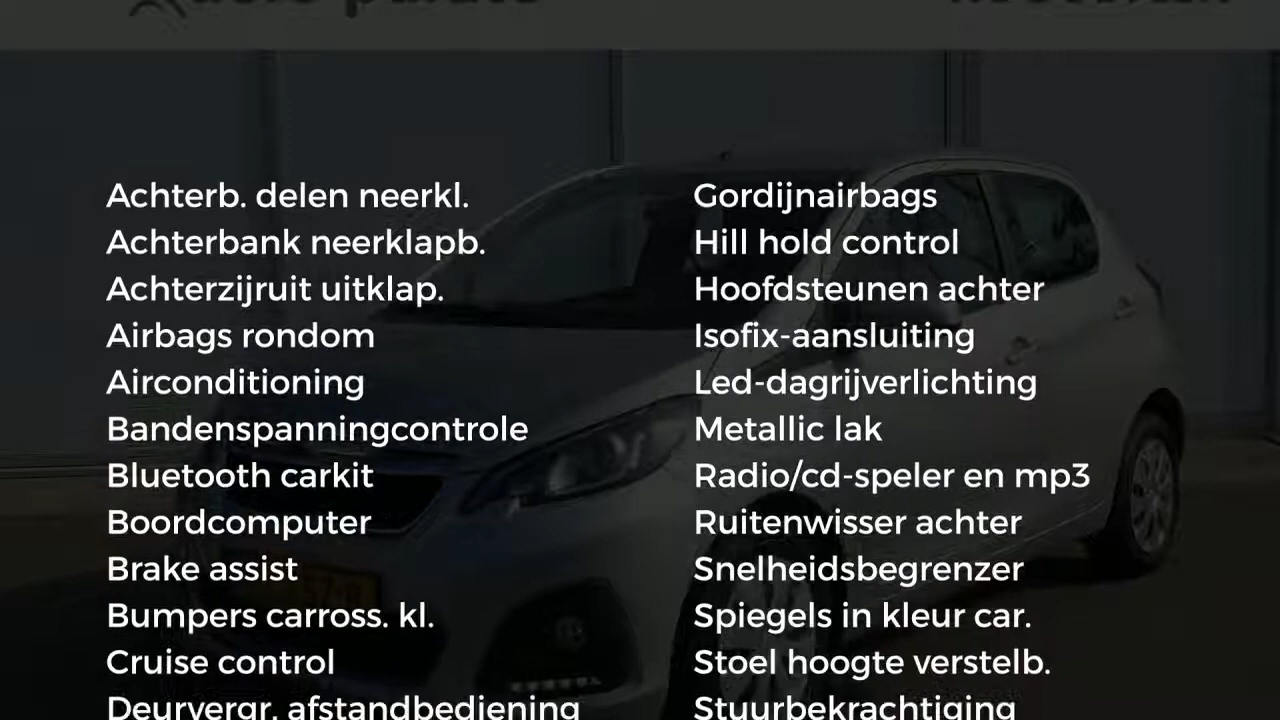 Achterb. delen neerkl.
Achterbank neerklapb.
Achterzijruit uitklap.
Airbags rondom
Airconditioning
Bandenspanningcontrole
Bluetooth carkit
Boordcomputer
Brake assist
Bumpers carross. kl.
Cruise control
Deurvergr. afstandbediening
Gordijnairbags
Hill hold control
Hoofdsteunen achter
Isofix-aansluiting
Led-dagrijverlichting
Metallic lak
Radio/cd-speler en mp3
Ruitenwisser achter
Snelheidsbegrenzer
Spiegels in kleur car.
Stoel hoogte verstelb.
Stuurbekrachtiging